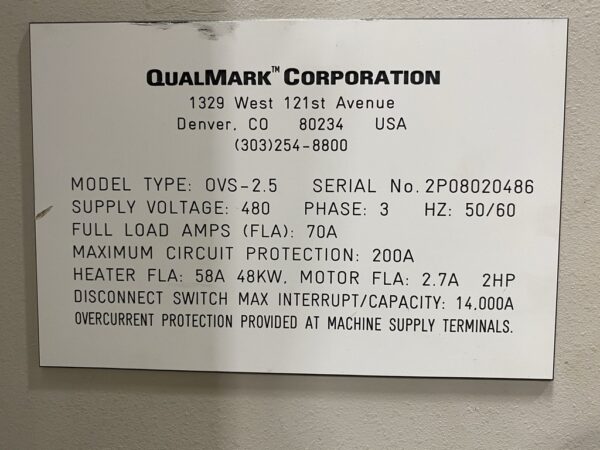 QUALMARK™ CORPORATION
1329 West 121st Avenue
Denver, CO 80234 USA
(303)254-8800
MODEL TYPE: OVS-2.5 SERIAL No. 2P08020486
SUPPLY VOLTAGE: 480 PHASE: 3 HZ: 50/60
FULL LOAD AMPS (FLA): 70A
MAXIMUM CIRCUIT PROTECTION: 200A
HEATER FLA: 58A 48KW, MOTOR FLA: 2.7A 2HP
DISCONNECT SWITCH MAX INTERRUPT/CAPACITY: 14,000A
OVERCURRENT PROTECTION PROVIDED AT MACHINE SUPPLY TERMINALS.